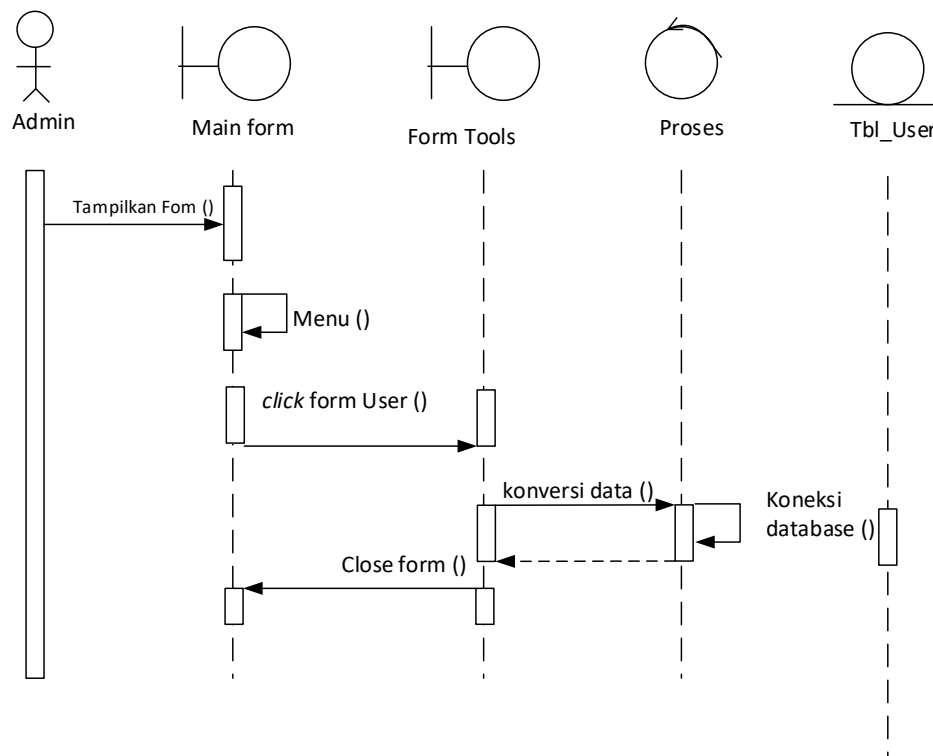 Admin
Main form
Form Tools
Proses
Tbl_User
Tampilkan Fom ()
Menu ()
click form User ()
konversi data ()
Koneksi
database ()
Close form ()